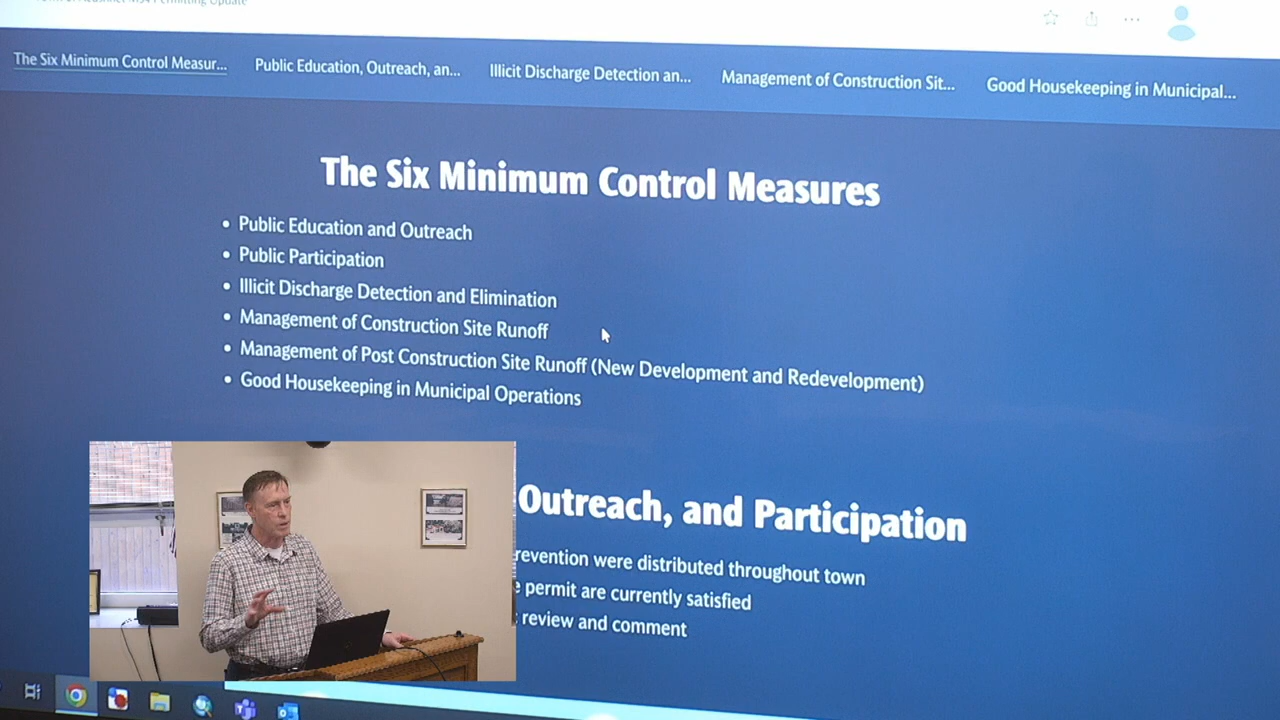 Permitting Update
The Six Minimum Control Measur...
Public Education, Outreach, an...
Illicit Discharge Detection an...
Management of Construction Sit...
Good Housekeeping in Municipal...
The Six Minimum Control Measures
• Public Education and Outreach
• Public Participation
• Illicit Discharge Detection and Elimination
• Management of Construction Site Runoff
• Management of Post Construction Site Runoff (New Development and Redevelopment)
• Good Housekeeping in Municipal Operations
Outreach, and Participation
revention were distributed throughout town
e permit are currently satisfied
review and comment